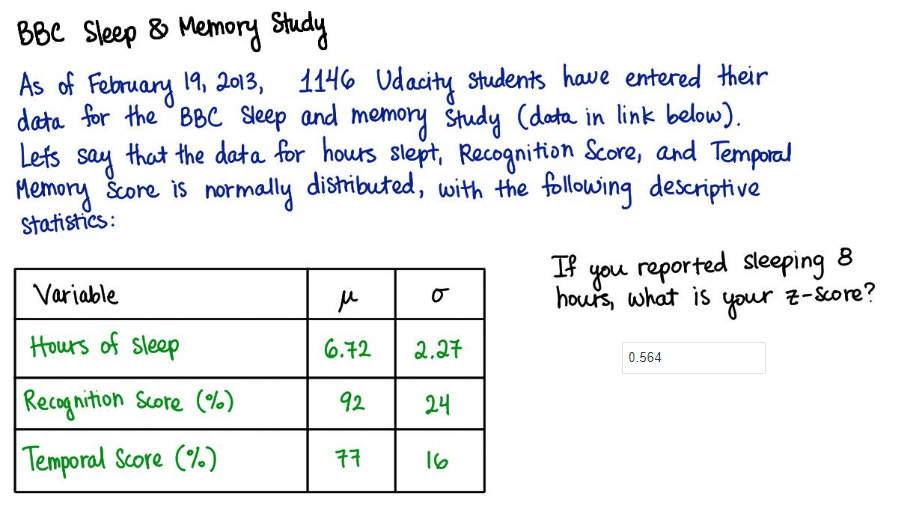 BBC Sleep & Memory Study
As of February 19, 2013, 1146 Udacity students have entered their
data for the BBC Sleep and memory Study (data in link below).
Let's say that the data for hours slept, Recognition Score, and Temporal
Memory Score is normally distributed, with the following descriptive
statistics:
If you reported sleeping 8
hours, what is your z-score?
0.564
Variable μ σ
Hours of sleep 6.72 2.27
Recognition Score (%) 92 24
Temporal Score (%) 77 16